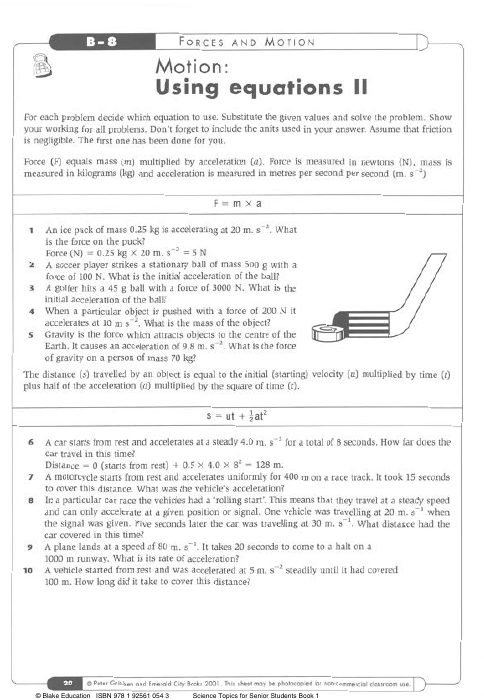 B-8
FORCES AND MOTION
Motion:
Using equations II
For each problem decide which equation to use. Substitute the given values and solve the problem. Show
your working for all problems. Don't forget to include the units used in your answer. Assume that friction
is negligible. The first one has been done for you.
Force (F) equals mass (m) multiplied by acceleration (a). Force is measured in newtons (N), mass is
measured in kilograms (kg) and acceleration is measured in metres per second per second (m. s⁻²)
F = m x a
1 An ice puck of mass 0.25 kg is accelerating at 20 m. s⁻². What
is the force on the puck?
Force (N) = 0.25 kg × 20 m. s⁻² = 5 N
2 A soccer player strikes a stationary ball of mass 500 g with a
force of 100 N. What is the initial acceleration of the ball?
3 A golfer hits a 45 g ball with a force of 3000 N. What is the
initial acceleration of the ball?
4 When a particular object is pushed with a force of 200 N it
accelerates at 10 m s⁻². What is the mass of the object?
5 Gravity is the force which attracts objects to the centre of the
Earth. It causes an acceleration of 9.8 m. s⁻². What is the force
of gravity on a person of mass 70 kg?
The distance (s) travelled by an object is equal to the initial (starting) velocity (u) multiplied by time (t)
plus half of the acceleration (a) multiplied by the square of time (t).
s = ut + ½at²
6 A car starts from rest and accelerates at a steady 4.0 m. s⁻² for a total of 8 seconds. How far does the
car travel in this time?
Distance = 0 (starts from rest) + 0.5 × 4.0 × 8² = 128 m.
7 A motorcycle starts from rest and accelerates uniformly for 400 m on a race track. It took 15 seconds
to cover this distance. What was the vehicle's acceleration?
8 In a particular car race the vehicles had a 'rolling start'. This means that they travel at a steady speed
and can only accelerate at a given position or signal. One vehicle was travelling at 20 m. s⁻¹ when
the signal was given. Five seconds later the car was travelling at 30 m. s⁻¹. What distance had the
car covered in this time?
9 A plane lands at a speed of 80 m. s⁻¹. It takes 20 seconds to come to a halt on a
1000 m runway. What is its rate of acceleration?
10 A vehicle started from rest and was accelerated at 5 m. s⁻² steadily until it had covered
100 m. How long did it take to cover this distance?
20 © Peter and Emerald City Books 2001. This sheet may be photocopied for non-commercial classroom use.
© Blake Education ISBN 978 1 92561 054 3 Science Topics for Senior Students Book 1